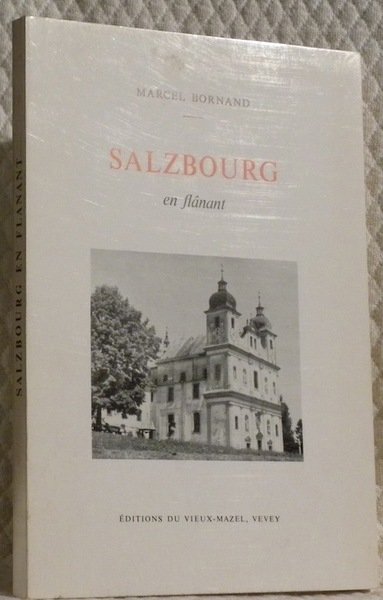 MARCEL BORNAND
SALZBOURG
en flânant
ÉDITIONS DU VIEUX-MAZEL, VEVEY
SALZBOURG EN FLANANT